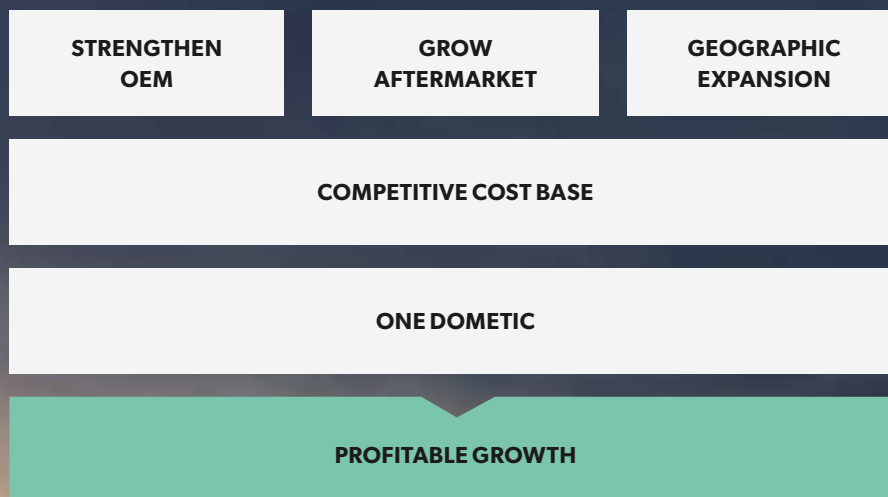 STRENGTHEN
OEM
GROW
AFTERMARKET
GEOGRAPHIC
EXPANSION
COMPETITIVE COST BASE
ONE DOMETIC
PROFITABLE GROWTH